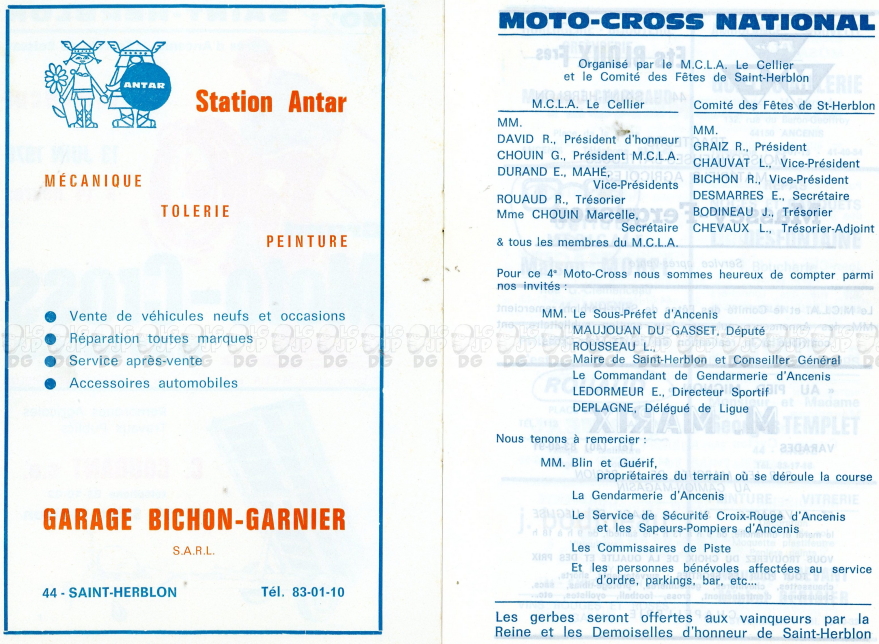 ANTAR
Station Antar
MÉCANIQUE
TOLERIE
PEINTURE
Vente de véhicules neufs et occasions
Réparation toutes marques
Service après-vente
Accessoires automobiles
GARAGE BICHON-GARNIER
S.A.R.L.
44 - SAINT-HERBLON Tél. 83-01-10
MOTO-CROSS NATIONAL
Organisé par le M.C.L.A. Le Cellier
et le Comité des Fêtes de Saint-Herblon
M.C.L.A. Le Cellier
MM.
DAVID R., Président d'honneur
CHOUIN G., Président M.C.L.A.
DURAND E., MAHÉ,
Vice-Présidents
ROUAUD R., Trésorier
Mme CHOUIN Marcelle,
Secrétaire
& tous les membres du M.C.L.A.
Comité des Fêtes de St-Herblon
MM.
GRAIZ R., Président
CHAUVAT L., Vice-Président
BICHON R., Vice-Président
DESMARRES E., Secrétaire
BODINEAU J., Trésorier
CHEVAUX L., Trésorier-Adjoint
Pour ce 4e Moto-Cross nous sommes heureux de compter parmi
nos invités :
MM. Le Sous-Préfet d'Ancenis
MAUJOUAN DU GASSET, Député
ROUSSEAU L.,
Maire de Saint-Herblon et Conseiller Général
Le Commandant de Gendarmerie d'Ancenis
LEDORMEUR E., Directeur Sportif
DEPLAGNE, Délégué de Ligue
Nous tenons à remercier :
MM. Blin et Guérif,
propriétaires du terrain où se déroule la course
La Gendarmerie d'Ancenis
Le Service de Sécurité Croix-Rouge d'Ancenis
et les Sapeurs-Pompiers d'Ancenis
Les Commissaires de Piste
Et les personnes bénévoles affectées au service
d'ordre, parkings, bar, etc...
Les gerbes seront offertes aux vainqueurs par la
Reine et les Demoiselles d'honneur de Saint-Herblon